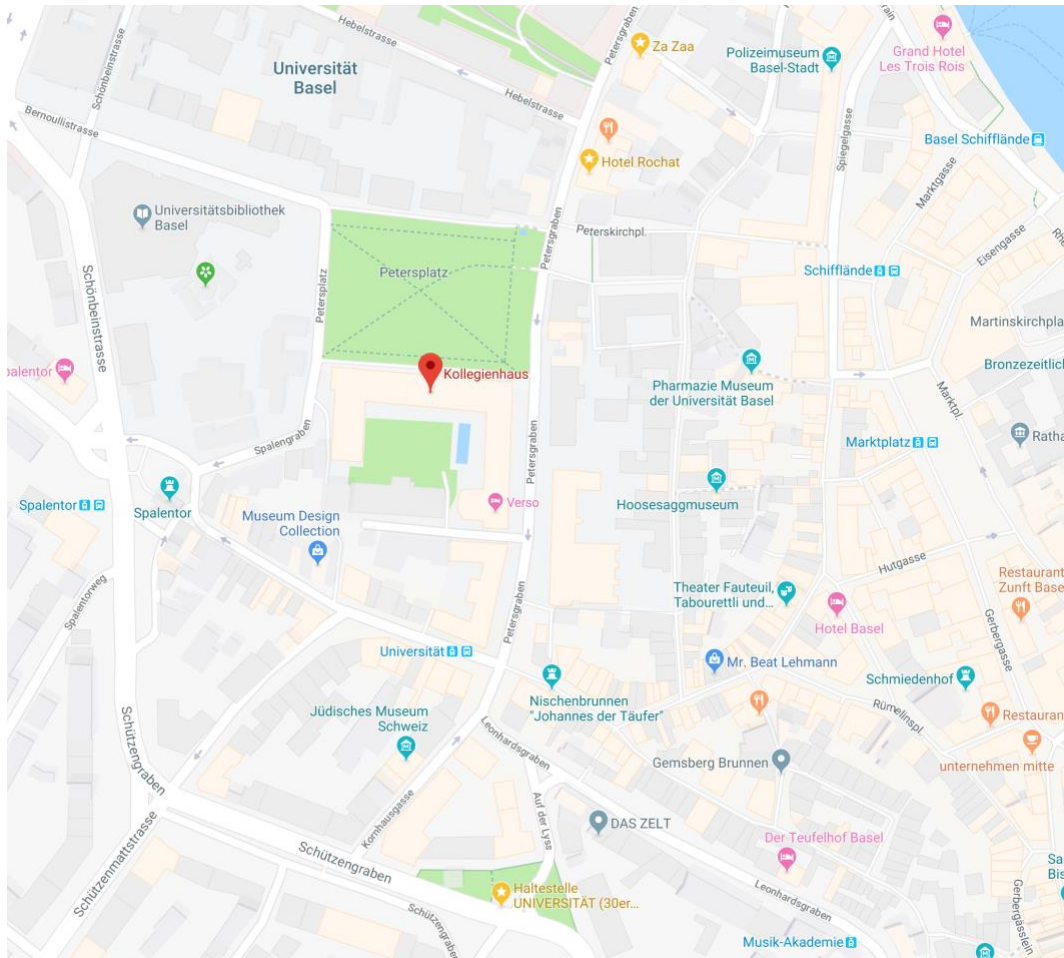 Hebelstrasse
Petersgraben
Za Zaa
Polizeimuseum
Basel-Stadt
Grand Hotel
Les Trois Rois
Schönbeinstrasse
Universität
Basel
Hebelstrasse
Bernoullistrasse
Hotel Rochat
Spiegelgasse
Basel Schifflände
Marktgasse
Universitätsbibliothek
Basel
Petersgraben
Peterskirchpl.
Eisengasse
Petersplatz
Petersplatz
Schifflände
Schönbeinstrasse
Martinskirchpla
palentor
Kollegienhaus
Pharmazie Museum
der Universität Basel
Bronzezeitlich
Marktpl.
Spalengraben
Petersgraben
Marktplatz
Ratha
Spalentor
Spalentor
Verso
Hoosesaggmuseum
Museum Design
Collection
Hutgasse
Spalentorweg
Petersgraben
Theater Fauteuil,
Tabourettli und...
Restaurant
Zunft Base
Hotel Basel
Gerbergasse
Universität
Mr. Beat Lehmann
Schmiedenhof
Nischenbrunnen
"Johannes der Täufer"
Rümelinspl.
Restauran
Jüdisches Museum
Schweiz
Leonhardsgraben
Gemsberg Brunnen
unternehmen mitte
Schützengraben
Auf der Lyss
DAS ZELT
Kornhausgasse
Der Teufelhof Basel
Schützenmattstrasse
Schützengraben
Sa
Bis
Haltestelle
UNIVERSITÄT (30er...
Leonhardsgraben
Gerbergässlein
Schützengraben
Musik-Akademie